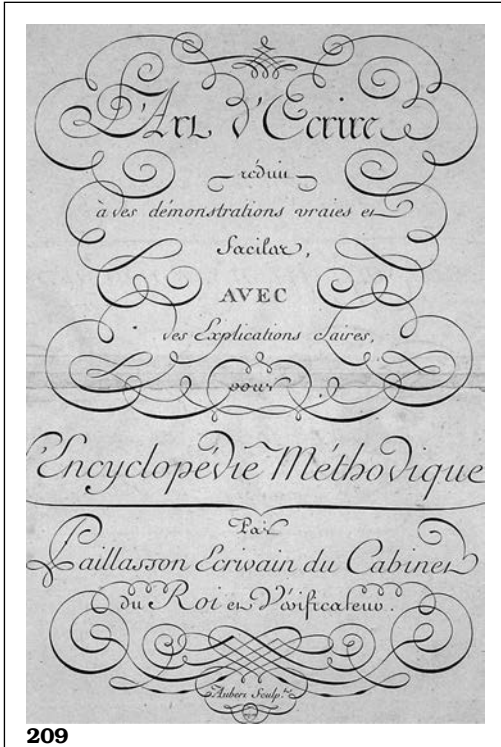 L'Art d'Ecrire
réduit
à des démonstrations vraies et
faciles,
AVEC
des Explications claires,
pour
l'Encyclopédie Méthodique
Par
Paillasson Ecrivain du Cabinet
du Roi et Vérificateur.
Aubert Sculp.
209